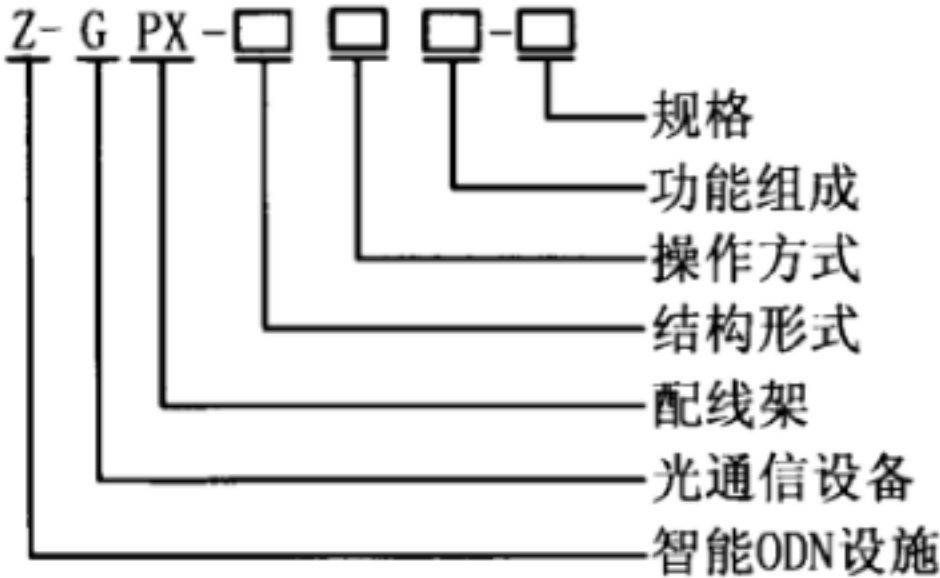 Z-G PX-□ □ □-□
规格
功能组成
操作方式
结构形式
配线架
光通信设备
智能ODN设施